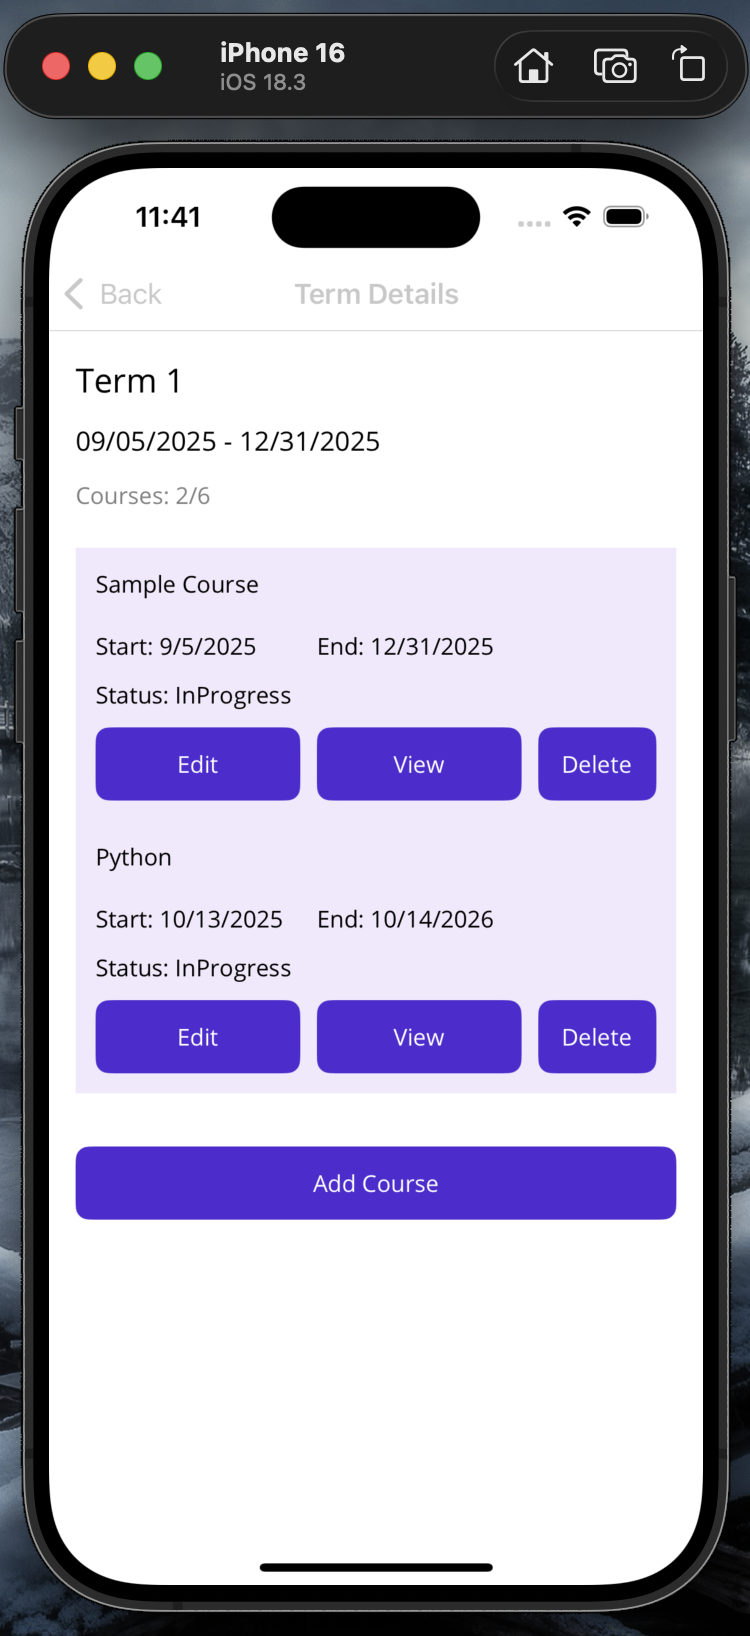 iPhone 16
iOS 18.3
11:41
Back Term Details
Term 1
09/05/2025 - 12/31/2025
Courses: 2/6
Sample Course
Start: 9/5/2025 End: 12/31/2025
Status: InProgress
Edit View Delete
Python
Start: 10/13/2025 End: 10/14/2026
Status: InProgress
Edit View Delete
Add Course